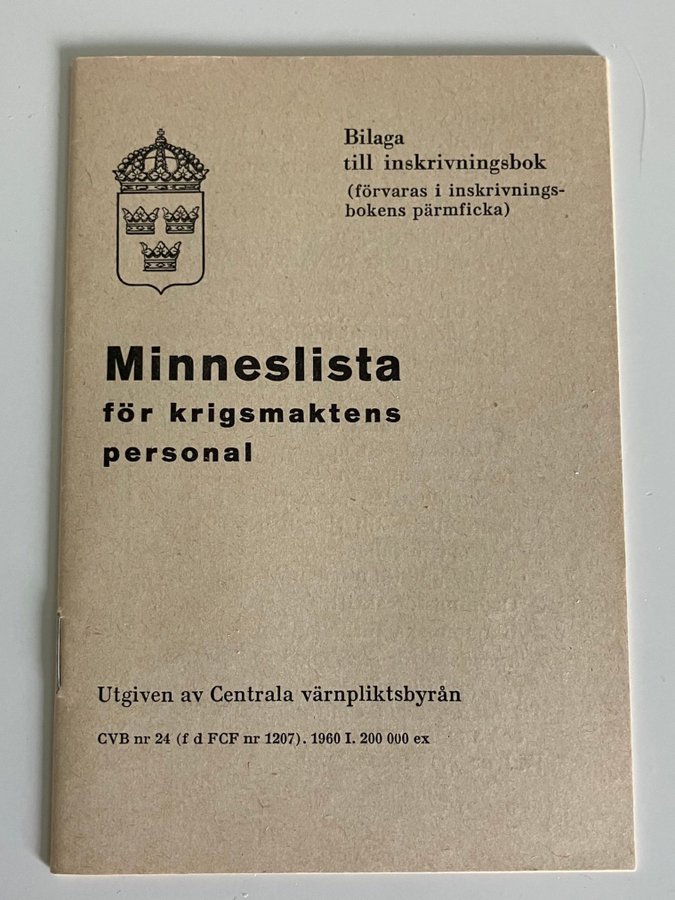 Bilaga
till inskrivningsbok
(förvaras i inskrivnings-
bokens pärmficka)
Minneslista
för krigsmaktens
personal
Utgiven av Centrala värnpliktsbyrån
CVB nr 24 (f d FCF nr 1207). 1960 I. 200 000 ex